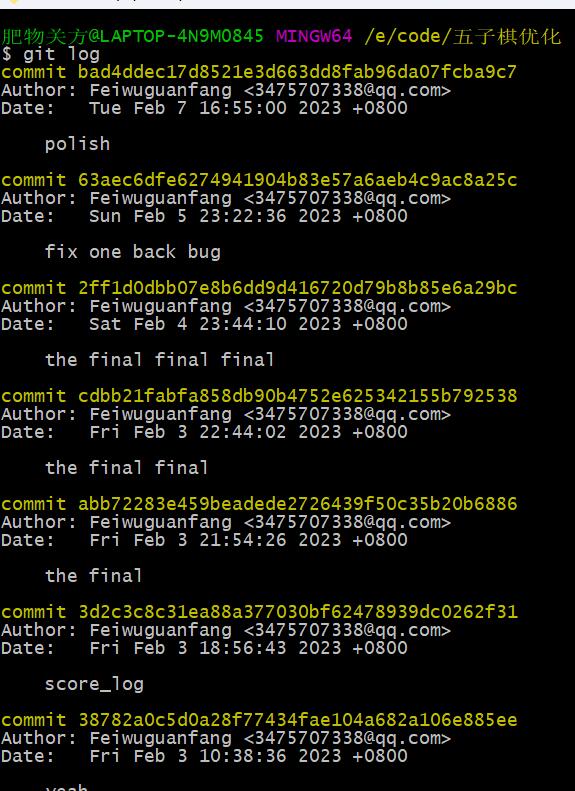 肥物关方@LAPTOP-4N9M0845 MINGW64 /e/code/五子棋优化
$ git log
commit bad4ddec17d8521e3d663dd8fab96da07fcba9c7
Author: Feiwuguanfang <3475707338@qq.com>
Date:   Tue Feb 7 16:55:00 2023 +0800
polish
commit 63aec6dfe6274941904b83e57a6aeb4c9ac8a25c
Author: Feiwuguanfang <3475707338@qq.com>
Date:   Sun Feb 5 23:22:36 2023 +0800
fix one back bug
commit 2ff1d0dbb07e8b6dd9d416720d79b8b85e6a29bc
Author: Feiwuguanfang <3475707338@qq.com>
Date:   Sat Feb 4 23:44:10 2023 +0800
the final final final
commit cdbb21fabfa858db90b4752e625342155b792538
Author: Feiwuguanfang <3475707338@qq.com>
Date:   Fri Feb 3 22:44:02 2023 +0800
the final final
commit abb72283e459beadede2726439f50c35b20b6886
Author: Feiwuguanfang <3475707338@qq.com>
Date:   Fri Feb 3 21:54:26 2023 +0800
the final
commit 3d2c3c8c31ea88a377030bf62478939dc0262f31
Author: Feiwuguanfang <3475707338@qq.com>
Date:   Fri Feb 3 18:56:43 2023 +0800
score_log
commit 38782a0c5d0a28f77434fae104a682a106e885ee
Author: Feiwuguanfang <3475707338@qq.com>
Date:   Fri Feb 3 10:38:36 2023 +0800